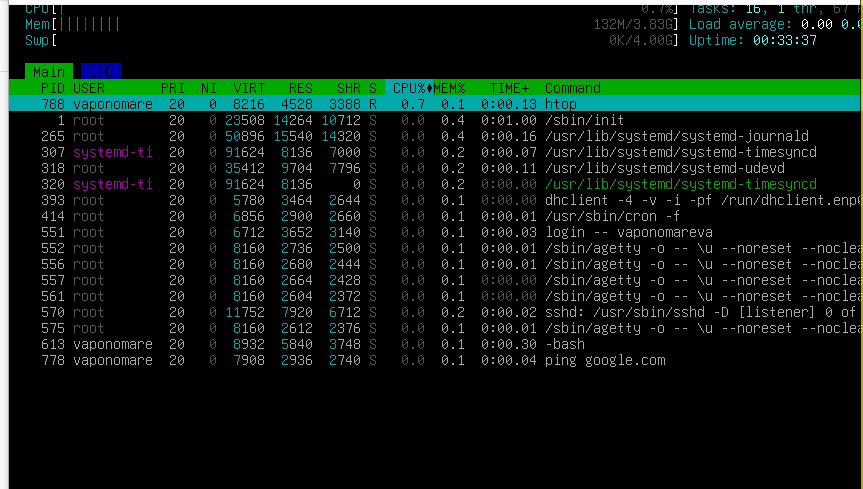 CPU[| 0.7%] Tasks: 16, 1 thr, 67 k
Mem[|||||||| 132M/3.83G] Load average: 0.00 0.0
Swp[ 0K/4.00G] Uptime: 00:33:37
Main I/O
PID USER PRI NI VIRT RES SHR S CPU%♦MEM% TIME+ Command
788 vaponomare 20 0 8216 4528 3388 R 0.7 0.1 0:00.13 htop
1 root 20 0 23508 14264 10712 S 0.0 0.4 0:01.00 /sbin/init
265 root 20 0 50896 15540 14320 S 0.0 0.4 0:00.16 /usr/lib/systemd/systemd-journald
307 systemd-ti 20 0 91624 8136 7000 S 0.0 0.2 0:00.07 /usr/lib/systemd/systemd-timesyncd
318 root 20 0 35412 9704 7796 S 0.0 0.2 0:00.11 /usr/lib/systemd/systemd-udevd
320 systemd-ti 20 0 91624 8136 0 S 0.0 0.2 0:00.00 /usr/lib/systemd/systemd-timesyncd
393 root 20 0 5780 3464 2644 S 0.0 0.1 0:00.00 dhclient -4 -v -i -pf /run/dhclient.enp0
414 root 20 0 6856 2900 2660 S 0.0 0.1 0:00.01 /usr/sbin/cron -f
551 root 20 0 6712 3652 3140 S 0.0 0.1 0:00.03 login -- vaponomareva
552 root 20 0 8160 2736 2500 S 0.0 0.1 0:00.01 /sbin/agetty -o -- \u --noreset --noclea
556 root 20 0 8160 2680 2444 S 0.0 0.1 0:00.01 /sbin/agetty -o -- \u --noreset --noclea
557 root 20 0 8160 2664 2428 S 0.0 0.1 0:00.00 /sbin/agetty -o -- \u --noreset --noclea
561 root 20 0 8160 2604 2372 S 0.0 0.1 0:00.00 /sbin/agetty -o -- \u --noreset --noclea
570 root 20 0 11752 7920 6712 S 0.0 0.2 0:00.02 sshd: /usr/sbin/sshd -D [listener] 0 of
575 root 20 0 8160 2612 2376 S 0.0 0.1 0:00.01 /sbin/agetty -o -- \u --noreset --noclea
613 vaponomare 20 0 8932 5840 3748 S 0.0 0.1 0:00.30 -bash
778 vaponomare 20 0 7908 2936 2740 S 0.0 0.1 0:00.04 ping google.com